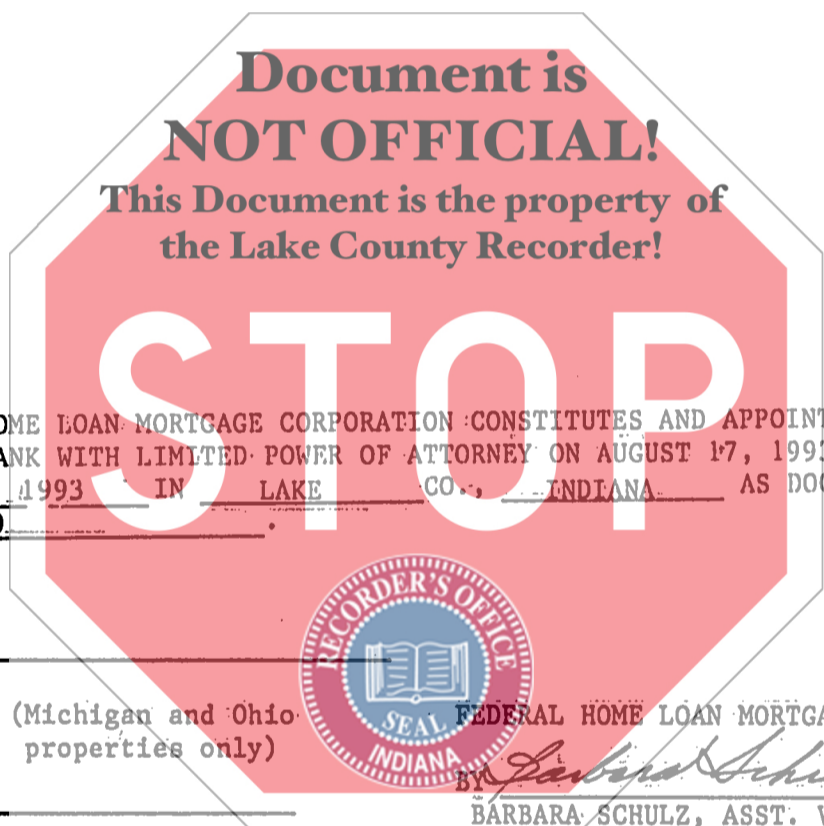 Document is
NOT OFFICIAL!
This Document is the property of
the Lake County Recorder!
STOP
OME LOAN MORTGAGE CORPORATION CONSTITUTES AND APPOINT
ANK WITH LIMITED POWER OF ATTORNEY ON AUGUST 17, 1993
1993 IN LAKE CO., INDIANA AS DOC
RECORDER'S OFFICE
SEAL
INDIANA
(Michigan and Ohio
properties only)
FEDERAL HOME LOAN MORTGA
BY Barbara Schu
BARBARA SCHULZ, ASST. V